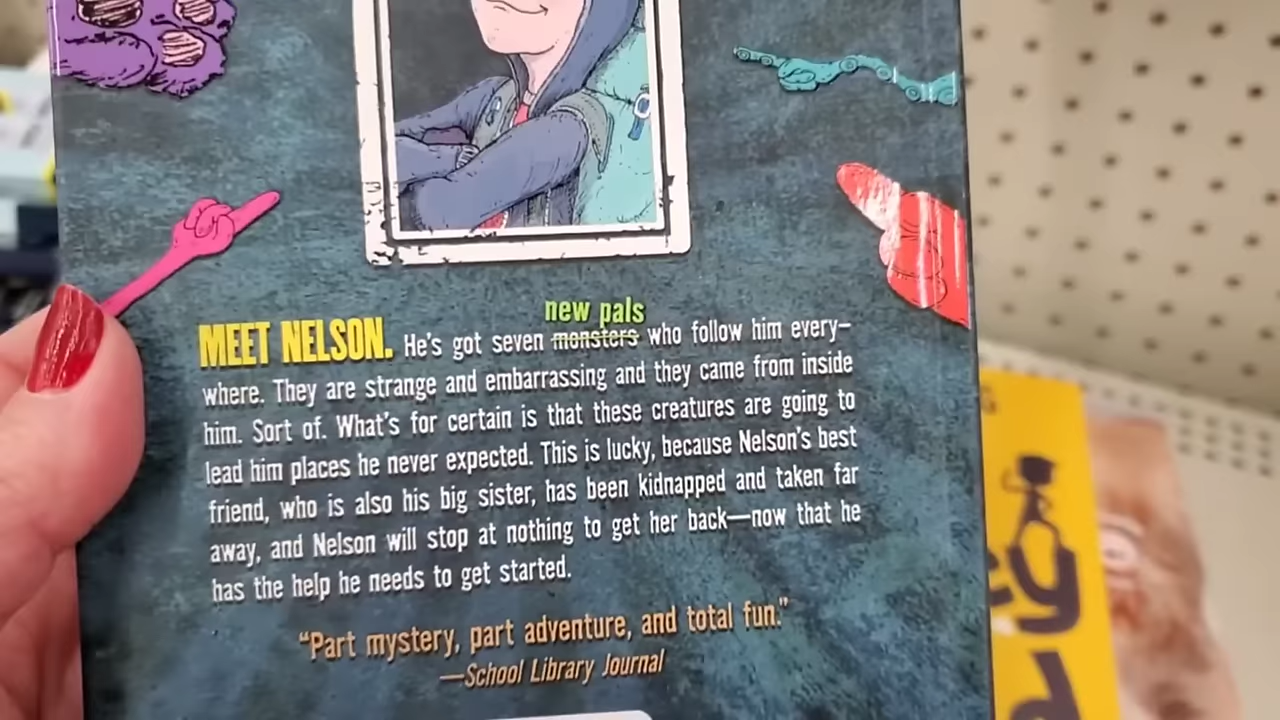 new pals
MEET NELSON. He's got seven monsters who follow him every-
where. They are strange and embarrassing and they came from inside
him. Sort of. What's for certain is that these creatures are going to
lead him places he never expected. This is lucky, because Nelson's best
friend, who is also his big sister, has been kidnapped and taken far
away, and Nelson will stop at nothing to get her back—now that he
has the help he needs to get started.
“Part mystery, part adventure, and total fun.”
—School Library Journal